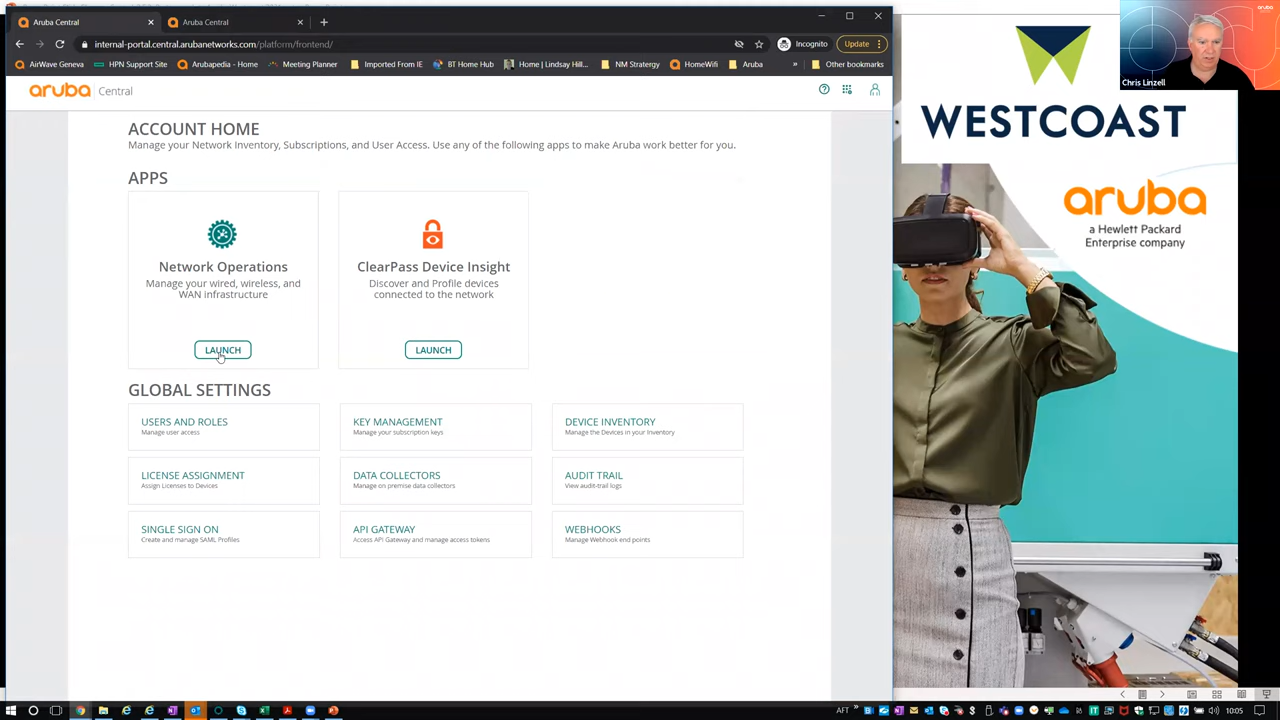 Aruba Central
Aruba Central
internal-portal.central.arubanetworks.com/platform/frontend/
Incognito
Update
AirWave Geneva
HPN Support Site
Arubapedia - Home
Meeting Planner
Imported From IE
BT Home Hub
Home | Lindsay Hill...
NM Stratergy
HomeWifi
Aruba
»
Other bookmarks
aruba | Central
ACCOUNT HOME
Manage your Network Inventory, Subscriptions, and User Access. Use any of the following apps to make Aruba work better for you.
APPS
Network Operations
Manage your wired, wireless, and
WAN infrastructure
LAUNCH
ClearPass Device Insight
Discover and Profile devices
connected to the network
LAUNCH
GLOBAL SETTINGS
USERS AND ROLES
Manage user access
KEY MANAGEMENT
Manage your subscription keys
DEVICE INVENTORY
Manage the Devices in your Inventory
LICENSE ASSIGNMENT
Assign Licenses to Devices
DATA COLLECTORS
Manage on premise data collectors
AUDIT TRAIL
View audit-trail logs
SINGLE SIGN ON
Create and manage SAML Profiles
API GATEWAY
Access API Gateway and manage access tokens
WEBHOOKS
Manage Webhook end points
WESTCOAST
aruba
a Hewlett Packard
Enterprise company
Chris Linzell
aruba
AFT
10:05